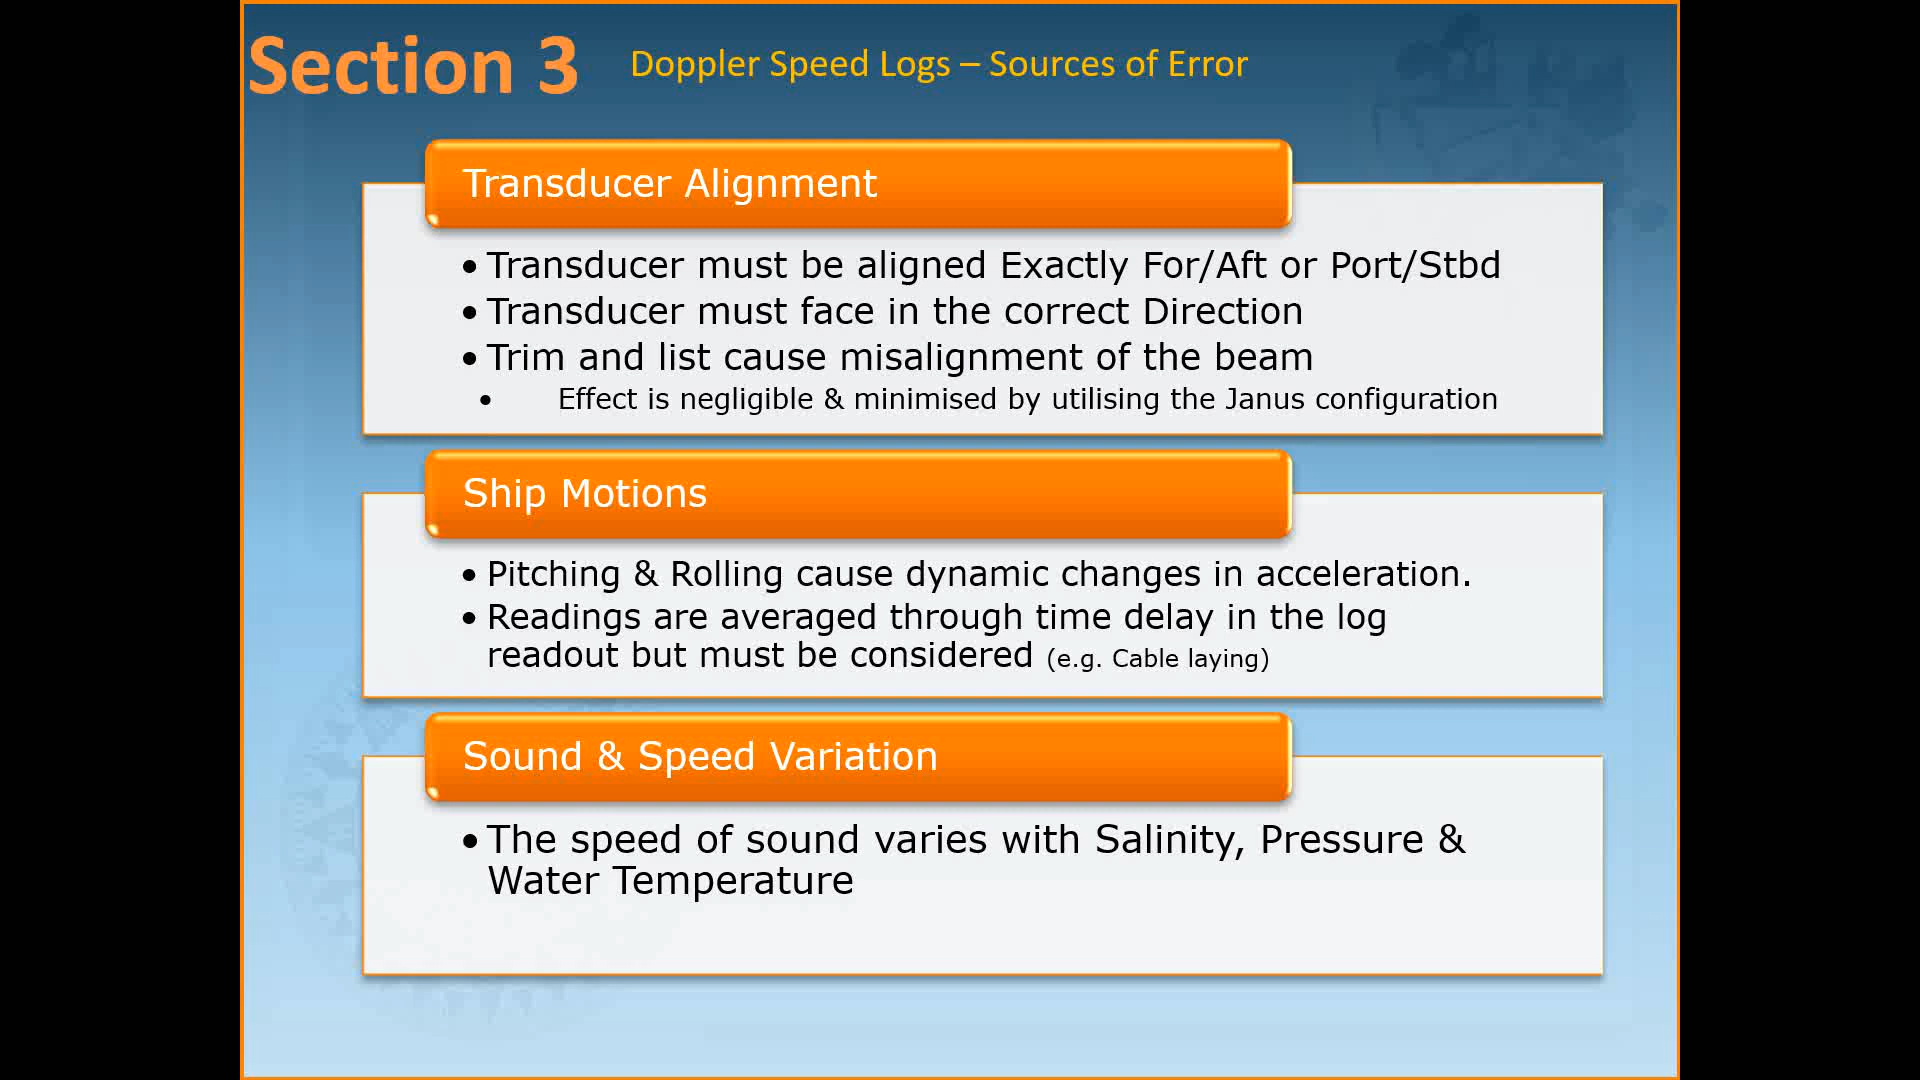 Section 3
Doppler Speed Logs – Sources of Error
Transducer Alignment
• Transducer must be aligned Exactly For/Aft or Port/Stbd
• Transducer must face in the correct Direction
• Trim and list cause misalignment of the beam
• Effect is negligible & minimised by utilising the Janus configuration
Ship Motions
• Pitching & Rolling cause dynamic changes in acceleration.
• Readings are averaged through time delay in the log
readout but must be considered (e.g. Cable laying)
Sound & Speed Variation
• The speed of sound varies with Salinity, Pressure &
Water Temperature